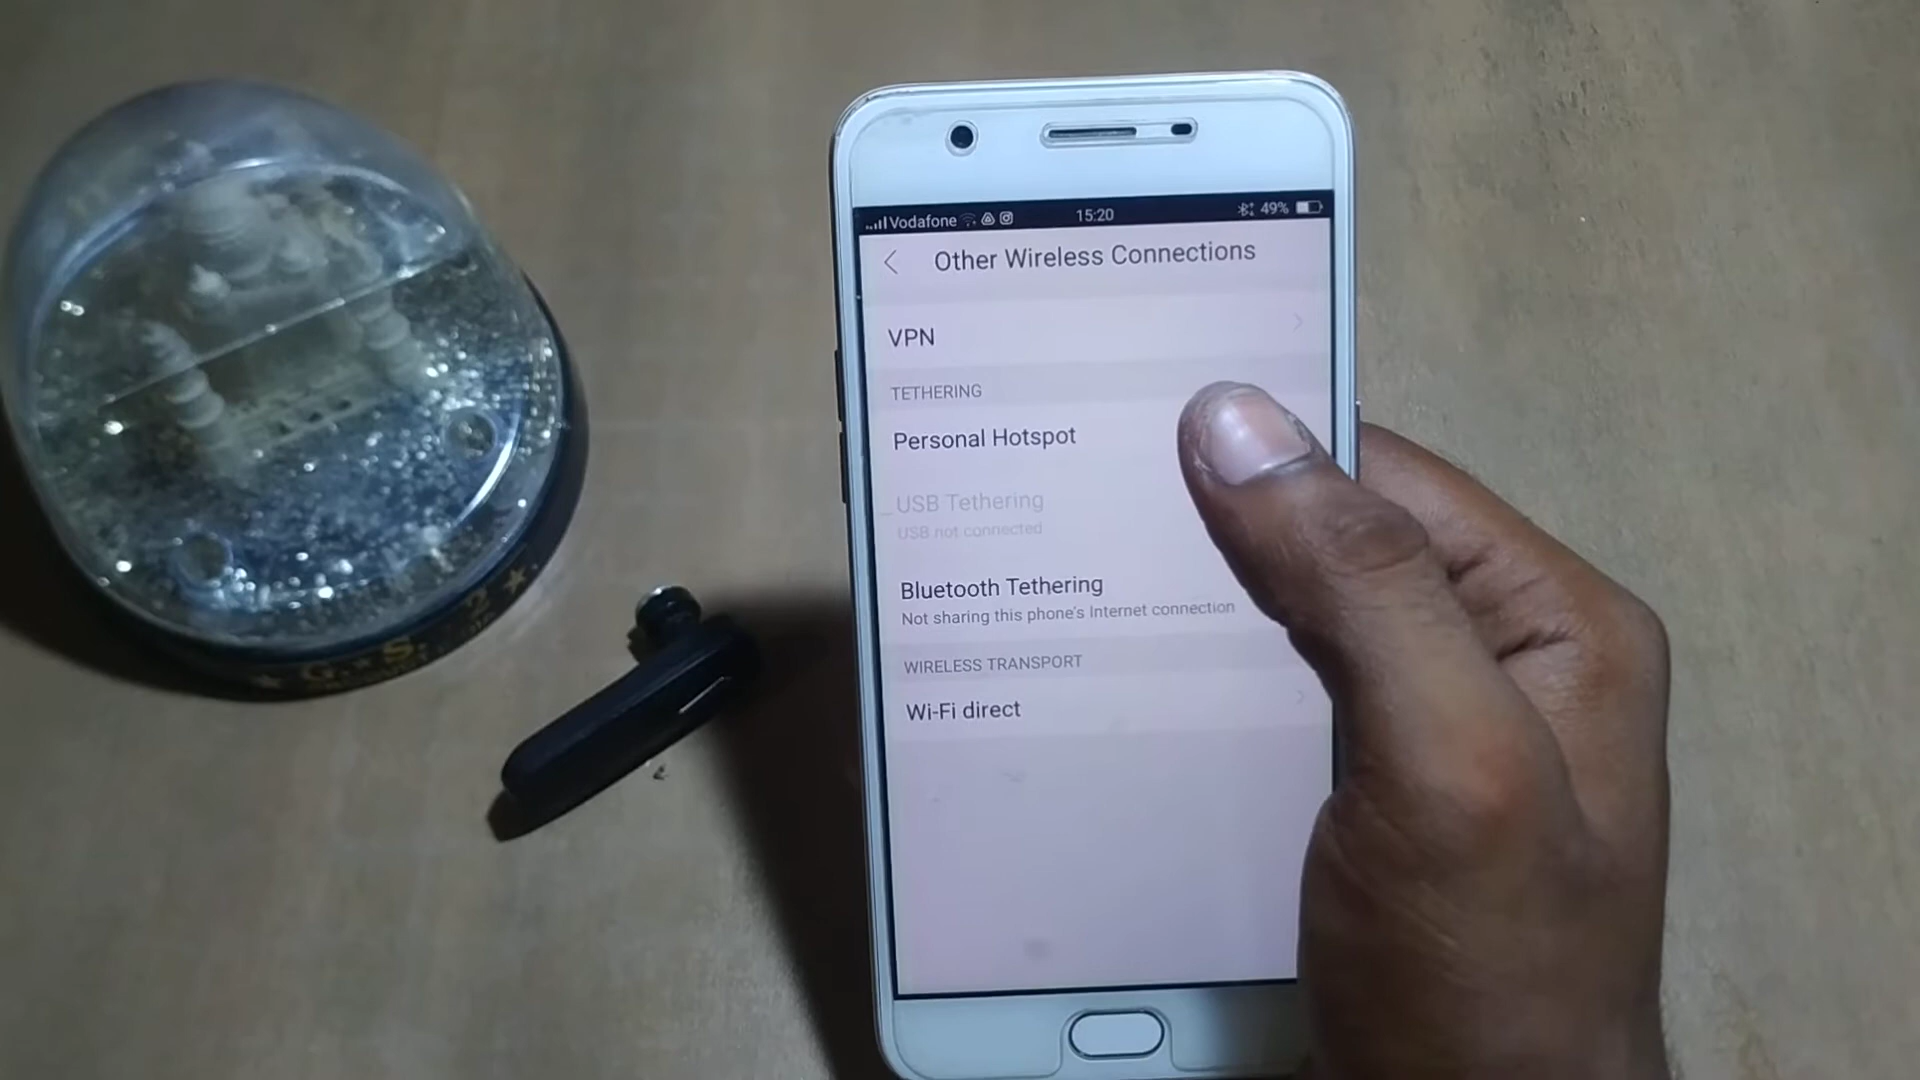 Vodafone 15:20 49%
Other Wireless Connections
VPN
TETHERING
Personal Hotspot
USB Tethering
USB not connected
Bluetooth Tethering
Not sharing this phone's Internet connection
WIRELESS TRANSPORT
Wi-Fi direct
G. S. 2